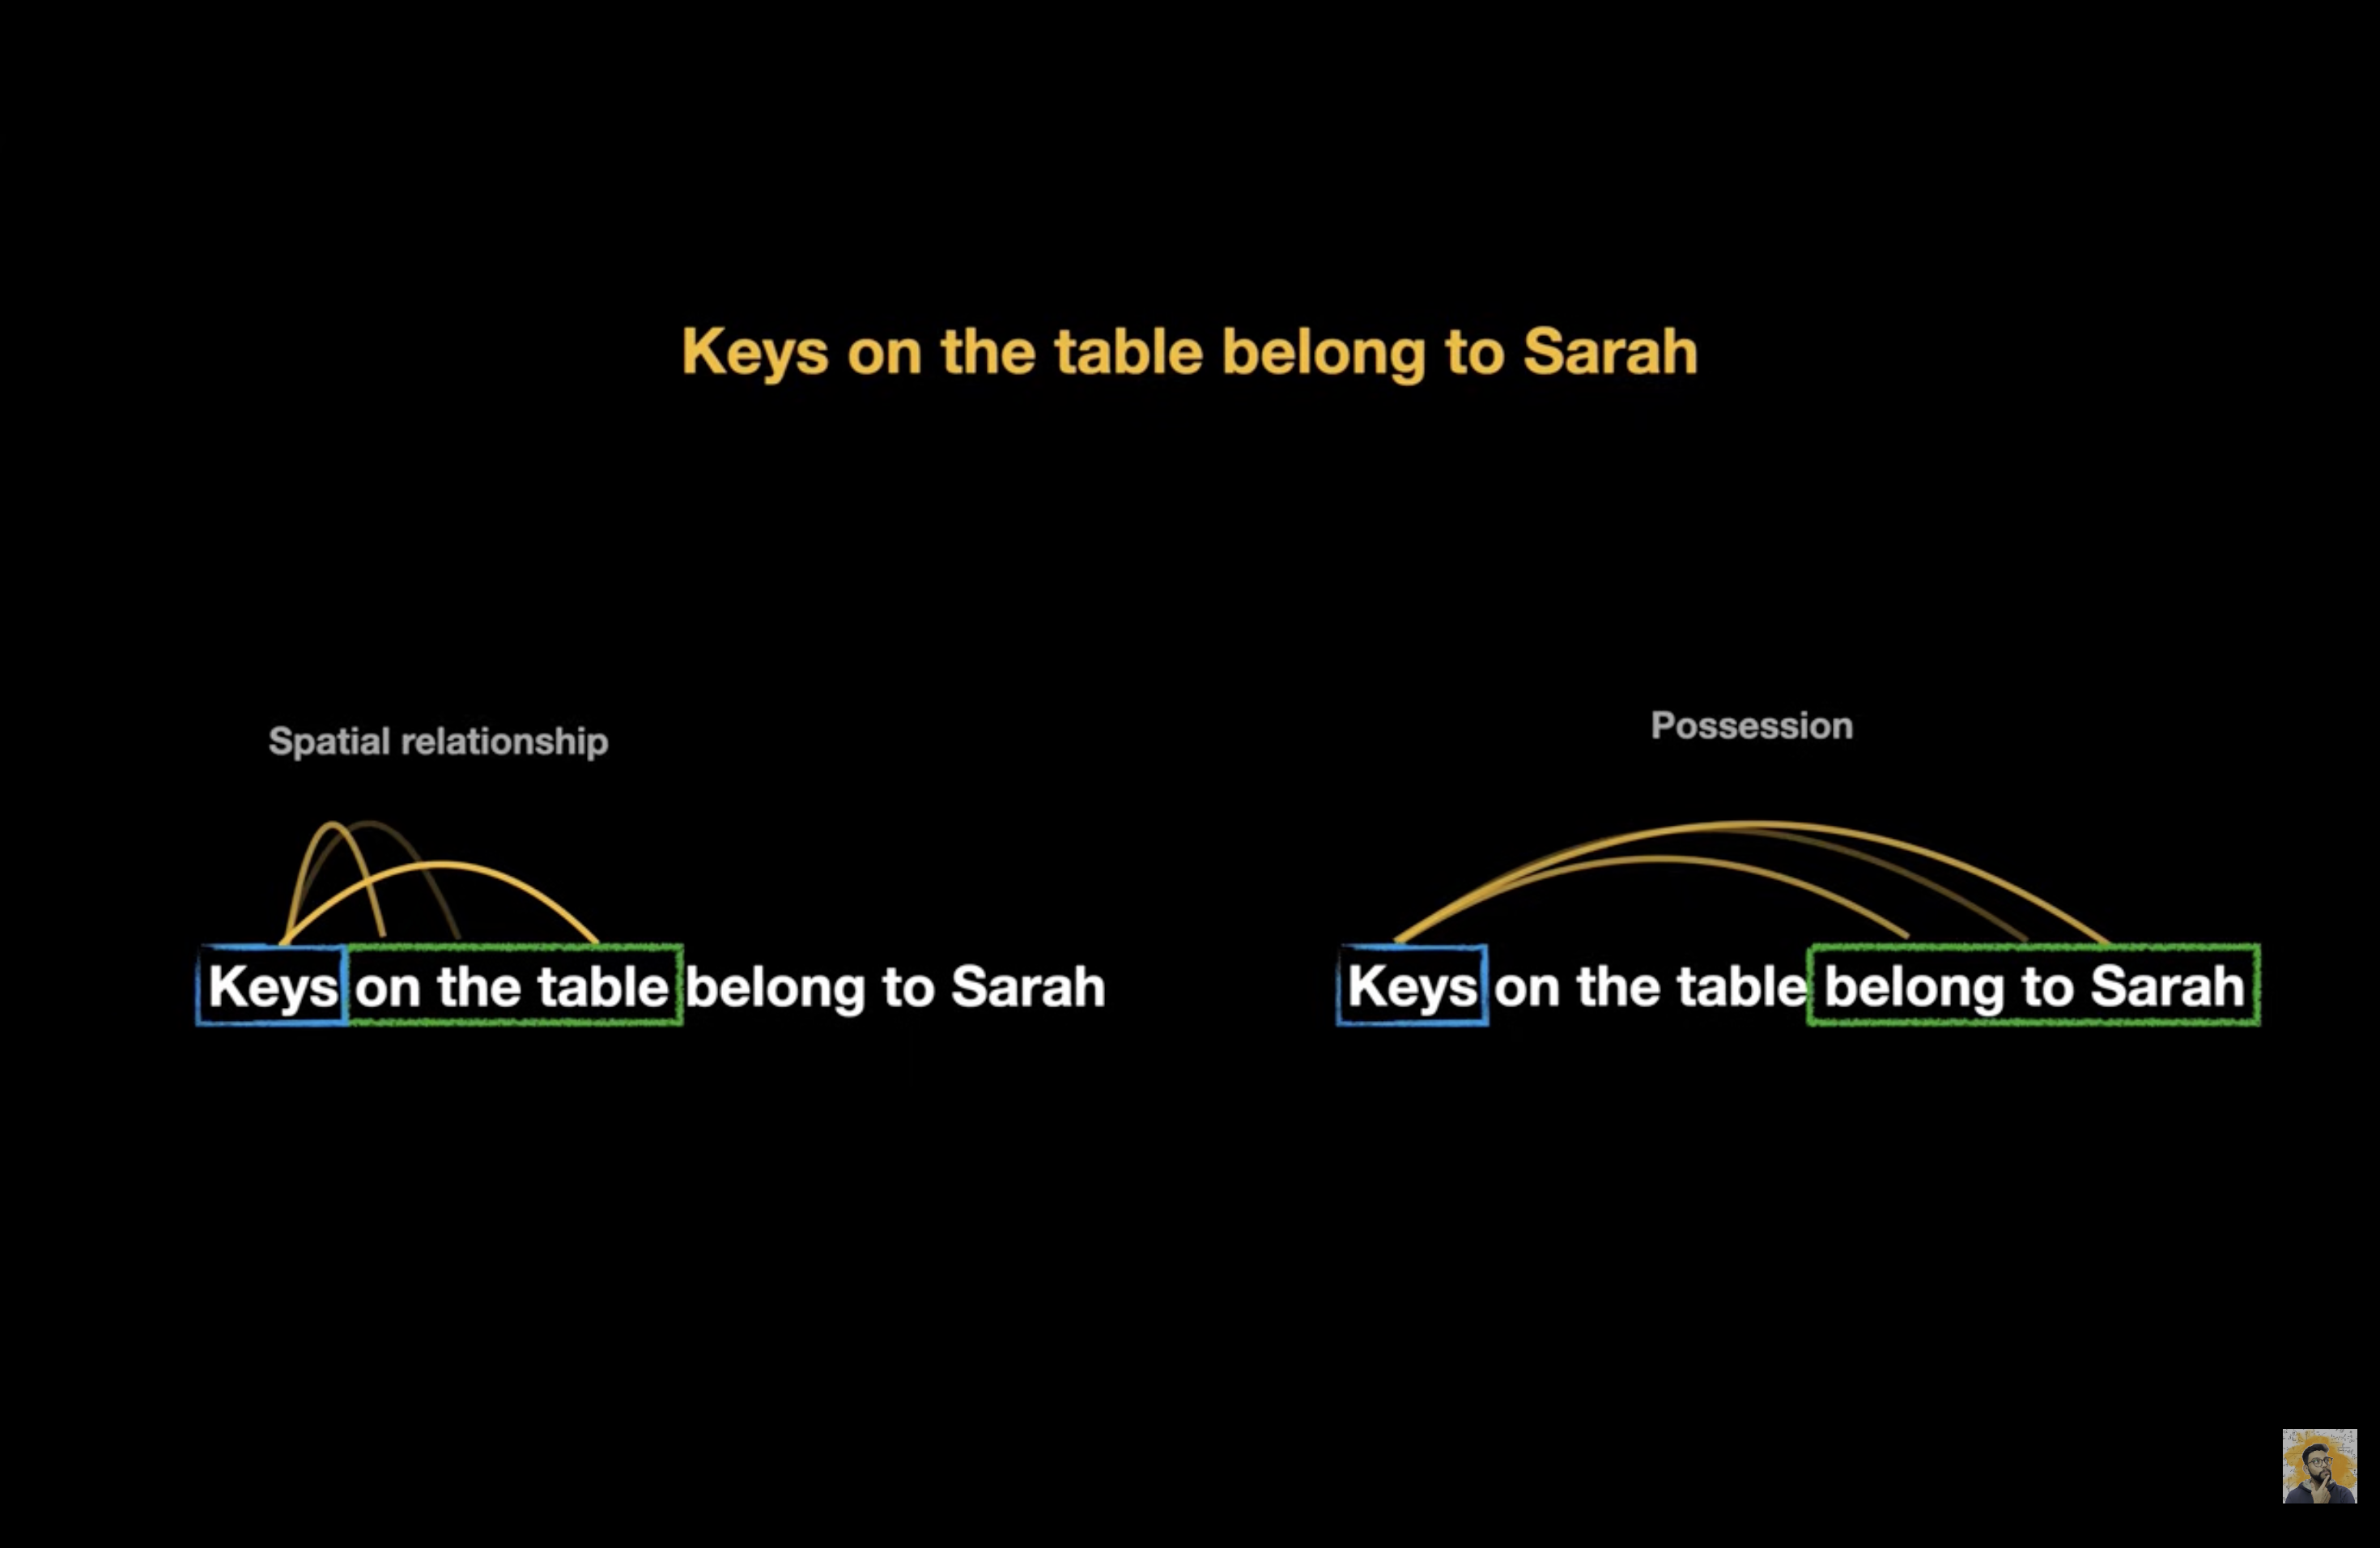 Keys on the table belong to Sarah
Spatial relationship
Keys on the table belong to Sarah
Possession
Keys on the table belong to Sarah